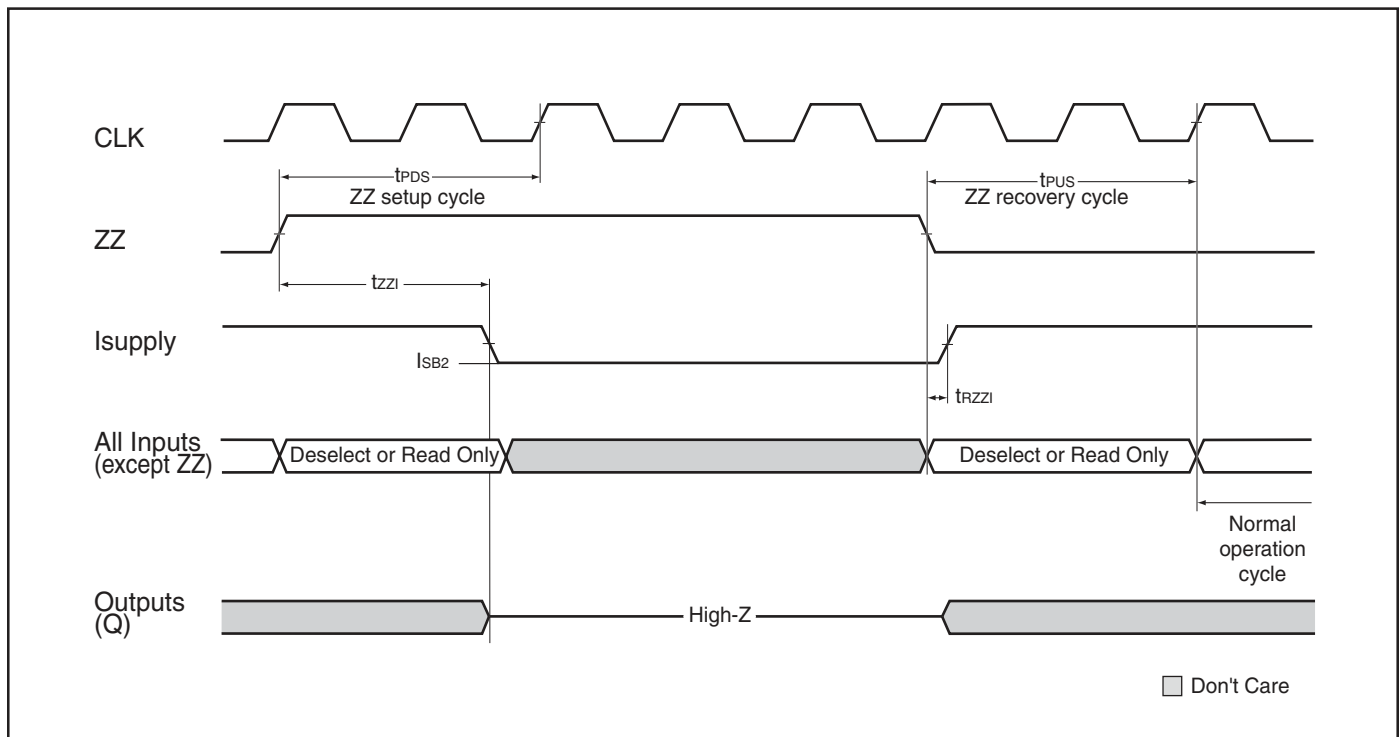 CLK
tPDS
ZZ setup cycle
tPUS
ZZ recovery cycle
ZZ
tZZI
Isupply
ISB2
tRZZI
All Inputs
(except ZZ)
Deselect or Read Only
Deselect or Read Only
Normal
operation
cycle
Outputs
(Q)
High-Z
Don't Care